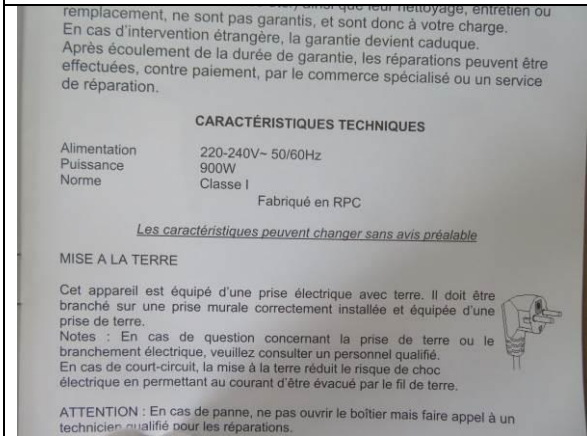 que leur nettoyage, entretien ou
remplacement, ne sont pas garantis, et sont donc à votre charge.
En cas d'intervention étrangère, la garantie devient caduque.
Après écoulement de la durée de garantie, les réparations peuvent être
effectuées, contre paiement, par le commerce spécialisé ou un service
de réparation.
CARACTÉRISTIQUES TECHNIQUES
Alimentation 220-240V~ 50/60Hz
Puissance 900W
Norme Classe I
Fabriqué en RPC
Les caractéristiques peuvent changer sans avis préalable
MISE A LA TERRE
Cet appareil est équipé d'une prise électrique avec terre. Il doit être
branché sur une prise murale correctement installée et équipée d'une
prise de terre.
Notes : En cas de question concernant la prise de terre ou le
branchement électrique, veuillez consulter un personnel qualifié.
En cas de court-circuit, la mise à la terre réduit le risque de choc
électrique en permettant au courant d'être évacué par le fil de terre.
ATTENTION : En cas de panne, ne pas ouvrir le boîtier mais faire appel à un
technicien qualifié pour les réparations.